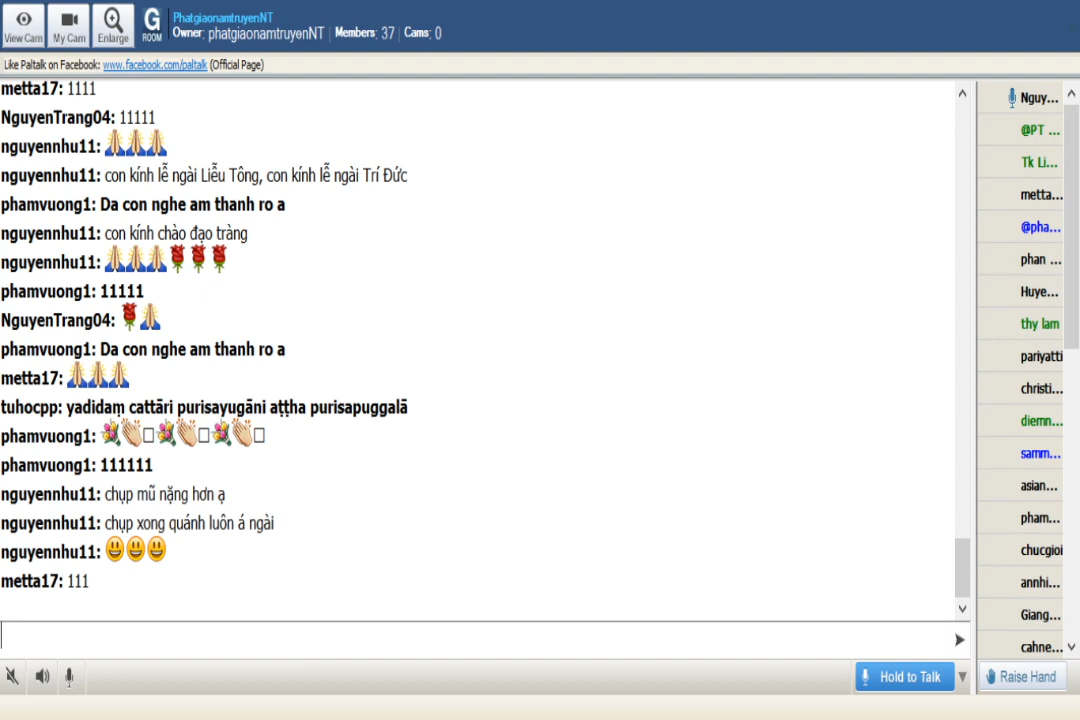 View Cam
My Cam
Enlarge
G
ROOM
PhatgiaonamtruyenNT
Owner: phatgiaonamtruyenNT | Members: 37 | Cams: 0
Like Paltalk on Facebook: www.facebook.com/paltalk (Official Page)
metta17: 1111
NguyenTrang04: 11111
nguyennhu11: 🙏🙏🙏
nguyennhu11: con kính lễ ngài Liễu Tông, con kính lễ ngài Trí Đức
phamvuong1: Da con nghe am thanh ro a
nguyennhu11: con kính chào đạo tràng
nguyennhu11: 🙏🙏🙏🌹🌹🌹
phamvuong1: 11111
NguyenTrang04: 🌹🙏
phamvuong1: Da con nghe am thanh ro a
metta17: 🙏🙏🙏
tuhocpp: yadidaṃ cattāri purisayugāni aṭṭha purisapuggalā
phamvuong1: 💐👏□💐👏□💐👏□
phamvuong1: 111111
nguyennhu11: chụp mũ nặng hơn ạ
nguyennhu11: chụp xong quánh luôn á ngài
nguyennhu11: 😃😃😃
metta17: 111
Nguy...
@PT ...
Tk Li...
metta...
@pha...
phan ...
Huye...
thy lam
pariyatti
christi...
diemn...
samm...
asian...
pham...
chucgioi
annhi...
Giang...
cahne...
Hold to Talk
Raise Hand